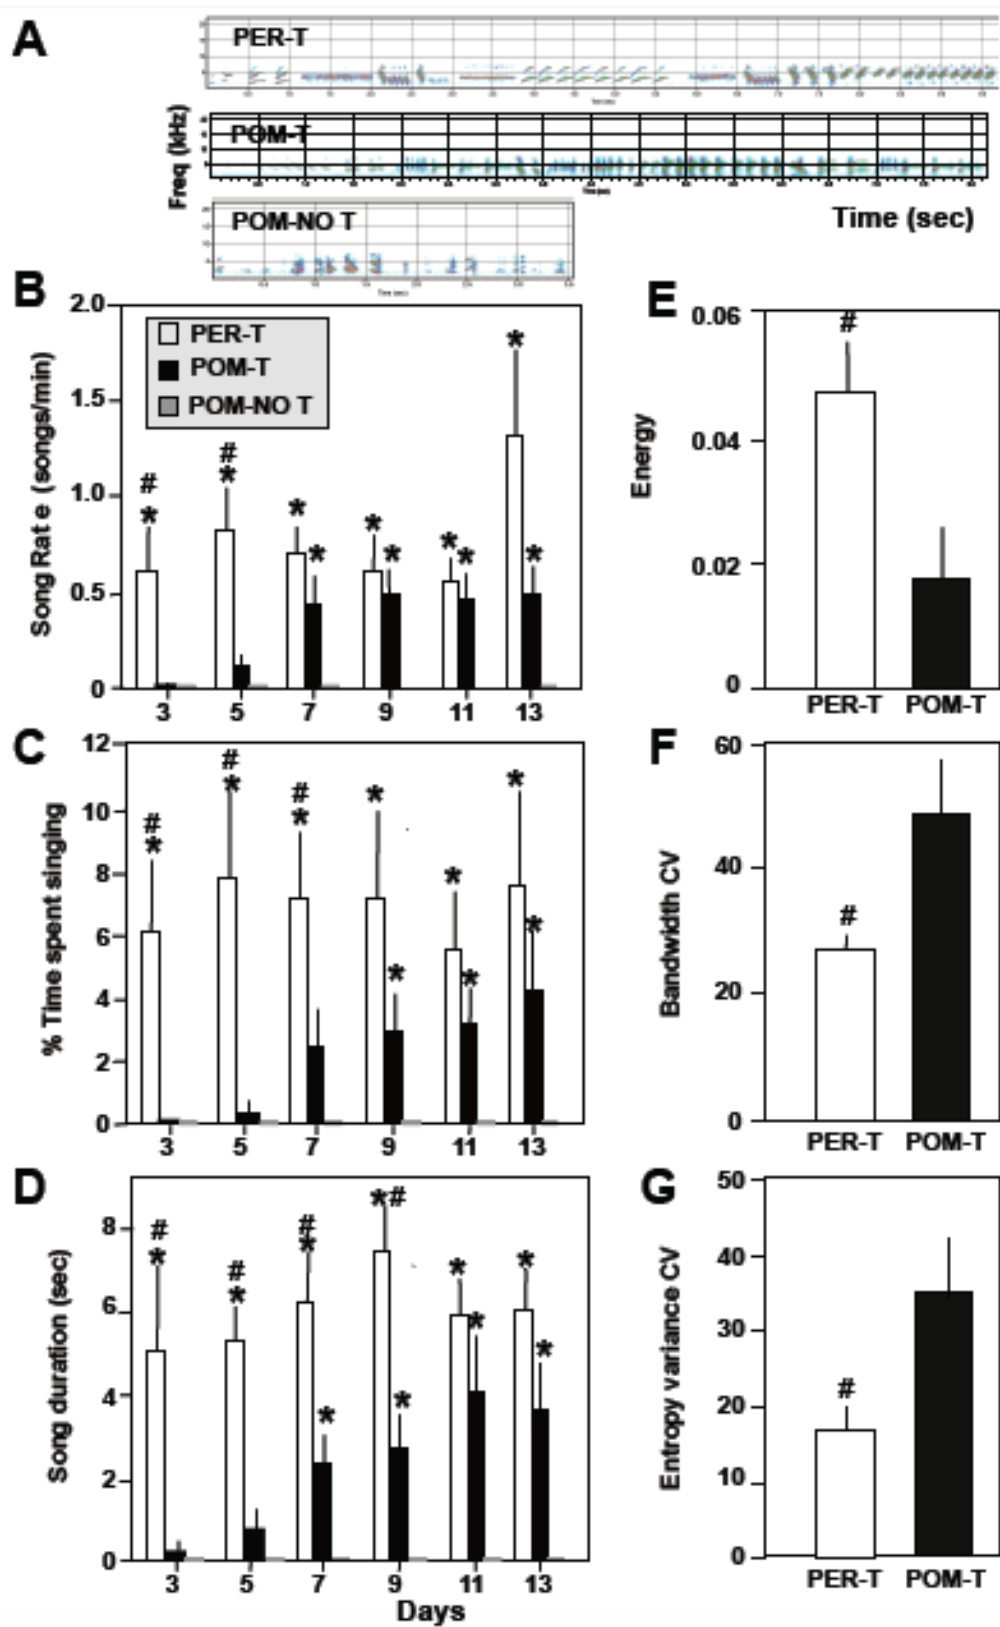 A
PER-T
POM-T
Freq (kHz)
POM-NO T
Time (sec)
B
2.0
1.5
1.0
0.5
0
Song Rat e (songs/min)
PER-T
POM-T
POM-NO T
#
*
#
*
*
*
*
*
*
*
*
*
3 5 7 9 11 13
C
12
10
8
6
4
2
0
% Time spent singing
#
*
#
*
#
*
*
*
*
*
*
*
3 5 7 9 11 13
D
8
6
4
2
0
Song duration (sec)
#
*
#
*
#
*
*
*#
*
*
*
*
*
3 5 7 9 11 13
Days
E
0.06
0.04
0.02
0
Energy
#
PER-T POM-T
F
60
40
20
0
Bandwidth CV
#
PER-T POM-T
G
50
40
30
20
10
0
Entropy variance CV
#
PER-T POM-T